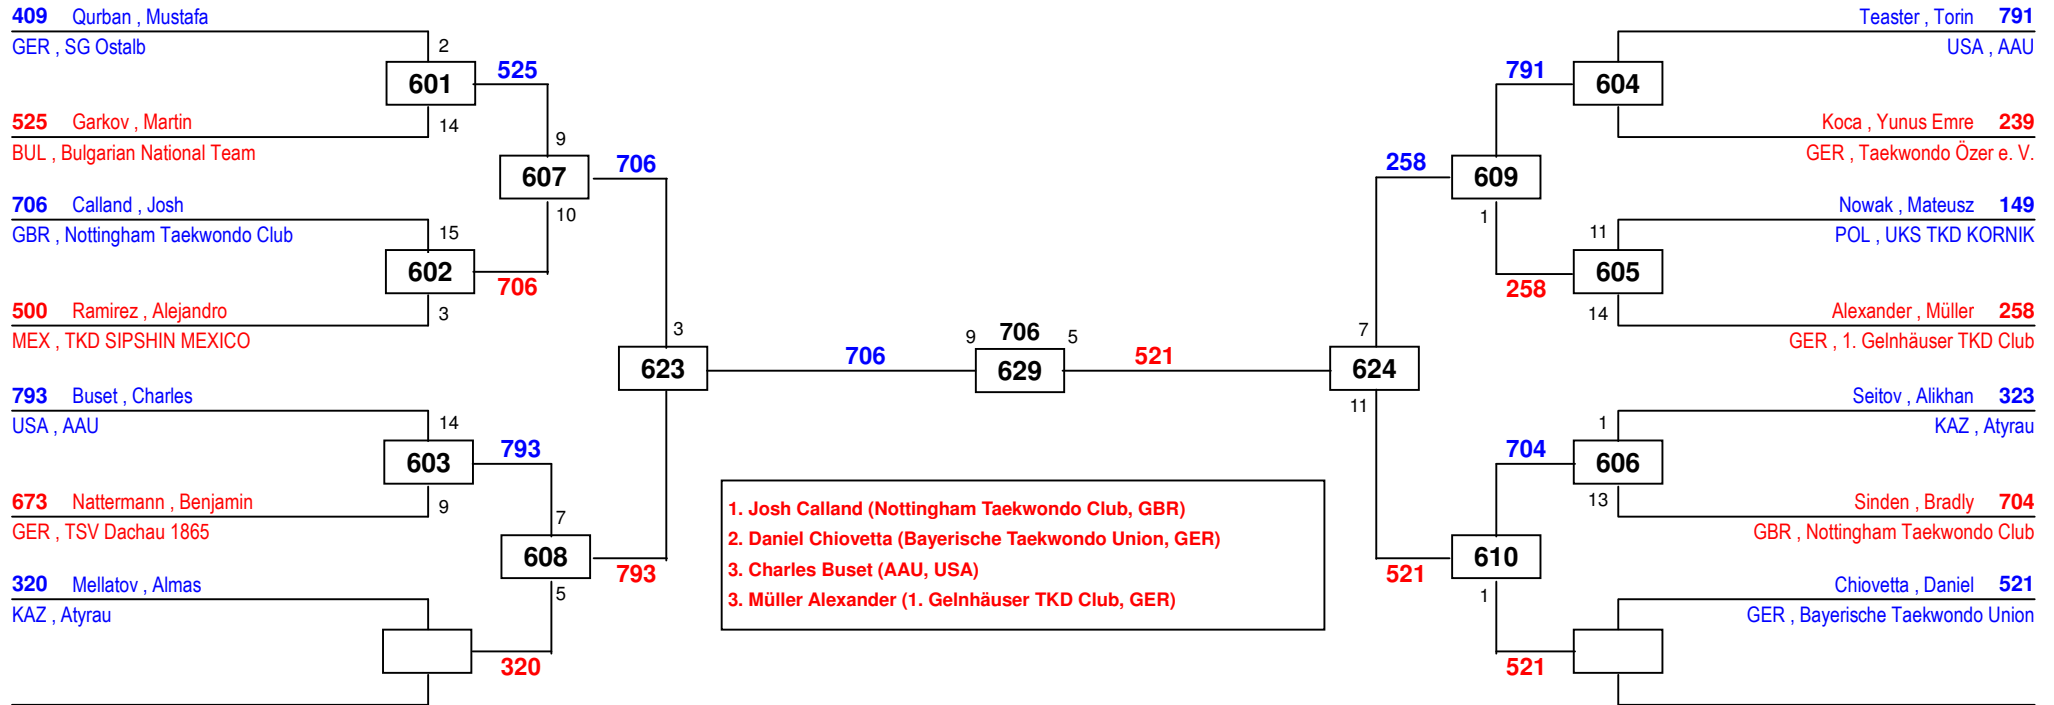 409 Qurban , Mustafa
GER , SG Ostalb
2
601
525
14
525 Garkov , Martin
BUL , Bulgarian National Team
9
607
706
10
706 Calland , Josh
GBR , Nottingham Taekwondo Club
15
602
706
3
500 Ramirez , Alejandro
MEX , TKD SIPSHIN MEXICO
3
623
706
793 Buset , Charles
USA , AAU
14
603
793
9
673 Nattermann , Benjamin
GER , TSV Dachau 1865
7
608
793
5
320 Mellatov , Almas
KAZ , Atyrau
320
9 706 5
629
521
1. Josh Calland (Nottingham Taekwondo Club, GBR)
2. Daniel Chiovetta (Bayerische Taekwondo Union, GER)
3. Charles Buset (AAU, USA)
3. Müller Alexander (1. Gelnhäuser TKD Club, GER)
Teaster , Torin 791
USA , AAU
791
604
Koca , Yunus Emre 239
GER , Taekwondo Özer e. V.
258
609
1
Nowak , Mateusz 149
POL , UKS TKD KORNIK
11
605
258
14
Alexander , Müller 258
GER , 1. Gelnhäuser TKD Club
7
624
11
Seitov , Alikhan 323
KAZ , Atyrau
1
704
606
13
Sinden , Bradly 704
GBR , Nottingham Taekwondo Club
610
521
1
Chiovetta , Daniel 521
GER , Bayerische Taekwondo Union
521